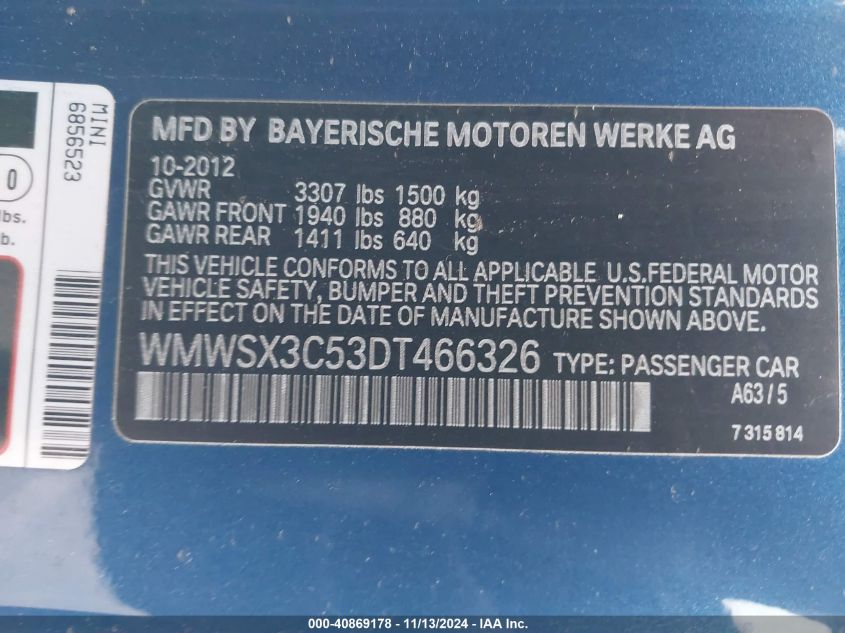 MINI
6856523
0
lbs.
b.
MFD BY BAYERISCHE MOTOREN WERKE AG
10-2012
GVWR 3307 lbs 1500 kg
GAWR FRONT 1940 lbs 880 kg
GAWR REAR 1411 lbs 640 kg
THIS VEHICLE CONFORMS TO ALL APPLICABLE U.S.FEDERAL MOTOR
VEHICLE SAFETY, BUMPER AND THEFT PREVENTION STANDARDS
IN EFFECT ON THE DATE OF MANUFACTURE SHOWN ABOVE.
WMWSX3C53DT466326 TYPE: PASSENGER CAR
A63/5
7 315 814
000-40869178 - 11/13/2024 - IAA Inc.